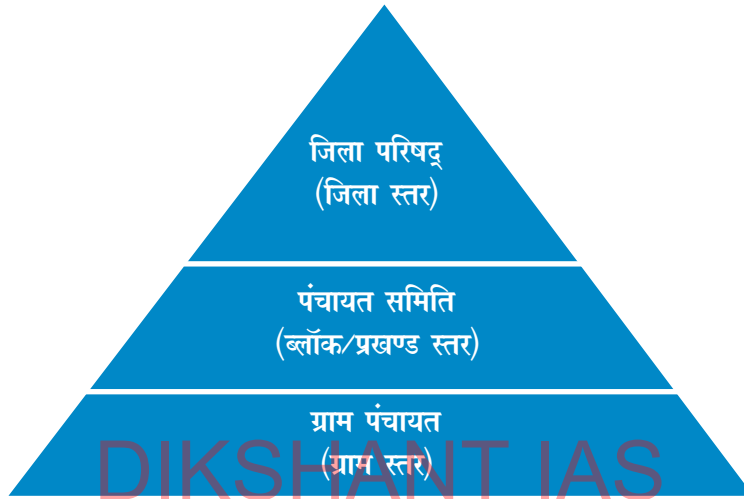 जिला परिषद्
(जिला स्तर)
पंचायत समिति
(ब्लॉक/प्रखण्ड स्तर)
ग्राम पंचायत
(ग्राम स्तर)
DIKSHANT IAS